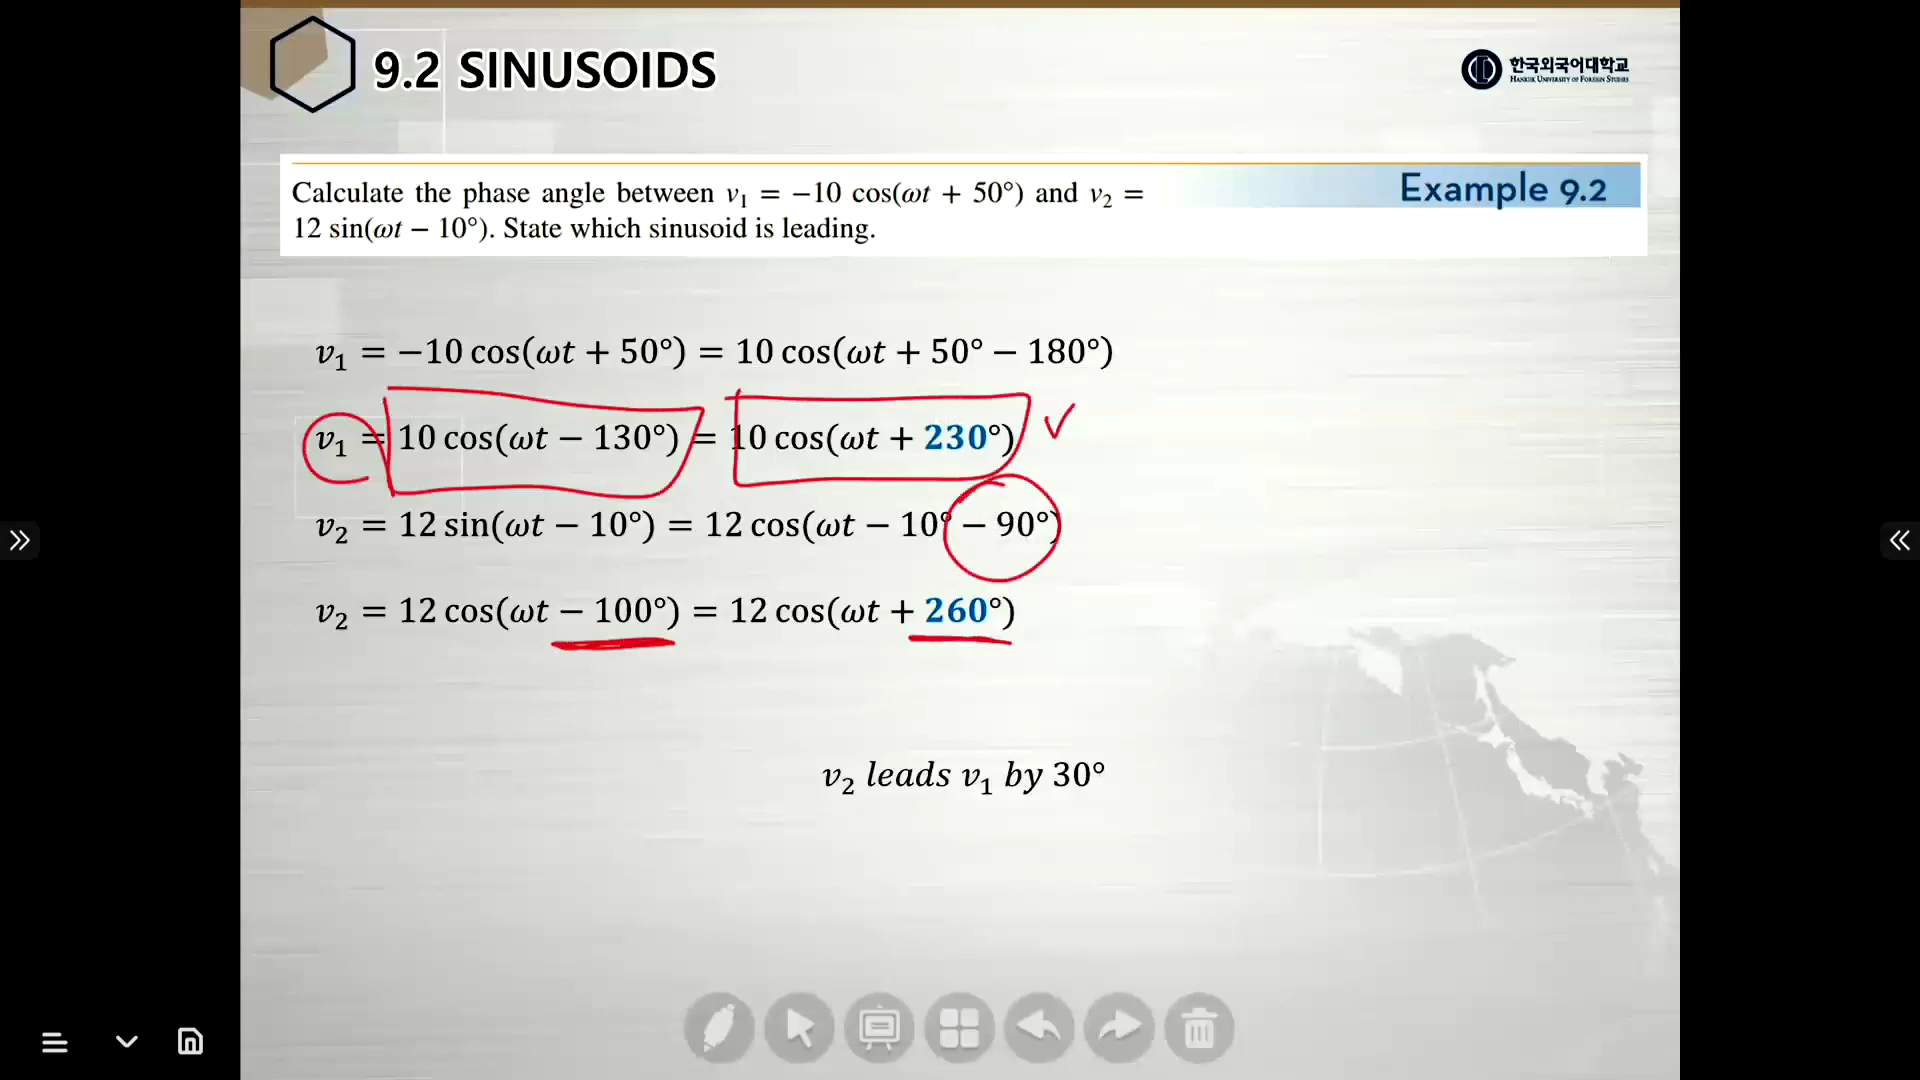 9.2 SINUSOIDS
한국외국어대학교
HANKUK UNIVERSITY OF FOREIGN STUDIES
Example 9.2
Calculate the phase angle between v₁ = −10 cos(ωt + 50°) and v₂ =
12 sin(ωt − 10°). State which sinusoid is leading.
v₁ = −10 cos(ωt + 50°) = 10 cos(ωt + 50° − 180°)
v₁ = 10 cos(ωt − 130°) = 10 cos(ωt + 230°)
v₂ = 12 sin(ωt − 10°) = 12 cos(ωt − 10° − 90°)
v₂ = 12 cos(ωt − 100°) = 12 cos(ωt + 260°)
v₂ leads v₁ by 30°